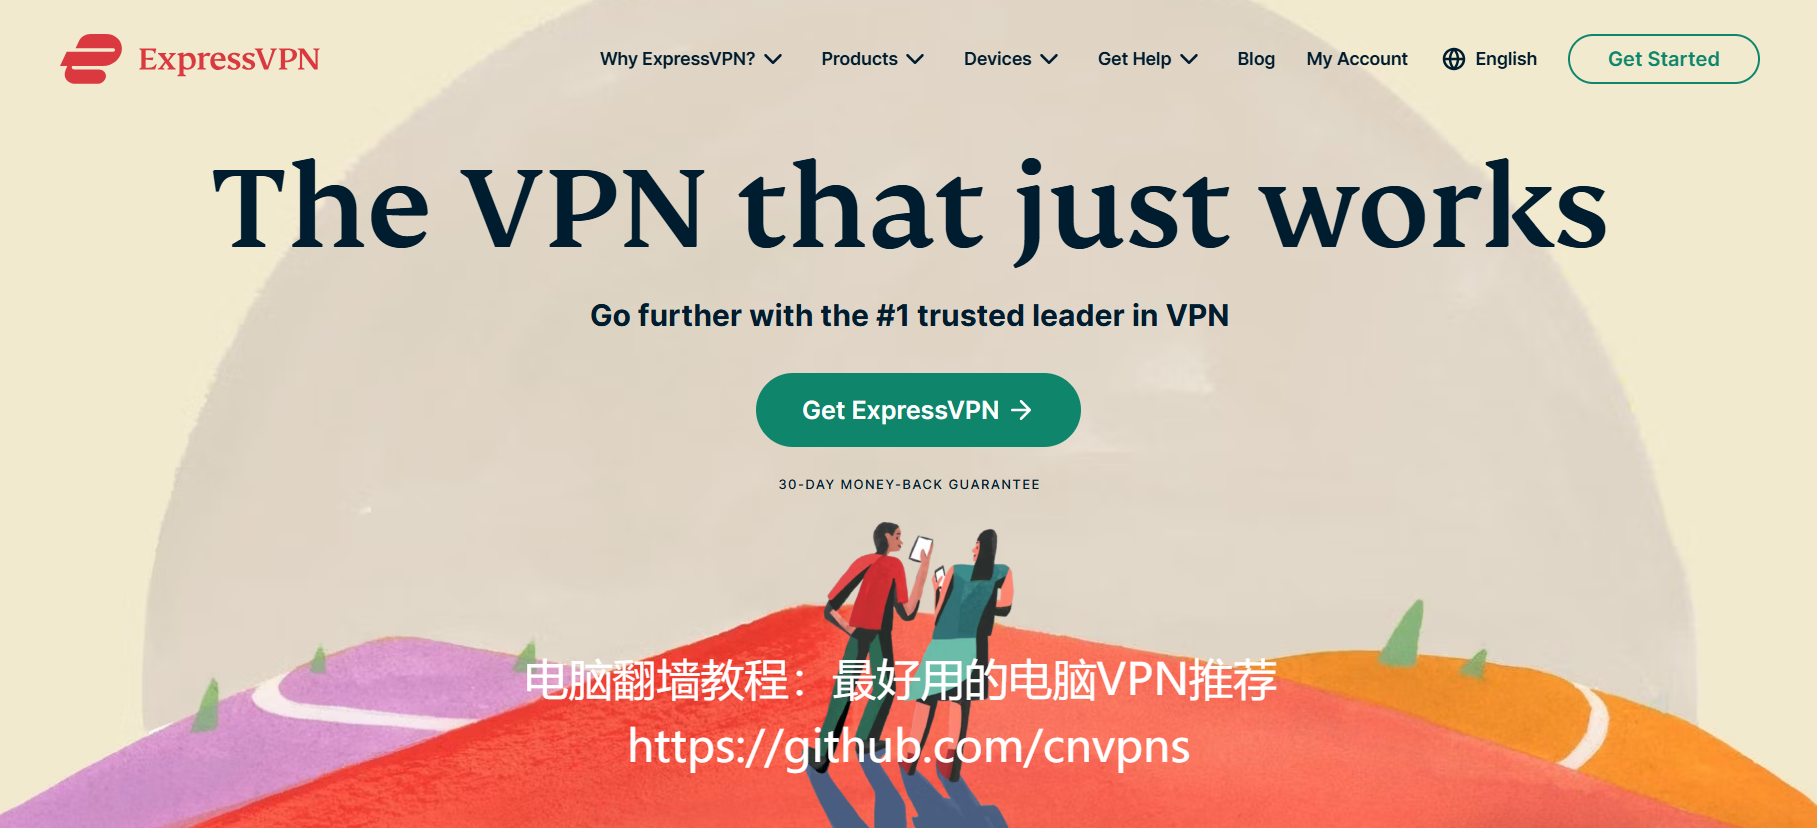 ExpressVPN
Why ExpressVPN? Products Devices Get Help Blog My Account English Get Started
The VPN that just works
Go further with the #1 trusted leader in VPN
Get ExpressVPN →
30-DAY MONEY-BACK GUARANTEE
电脑翻墙教程：最好用的电脑VPN推荐
https://github.com/cnvpns